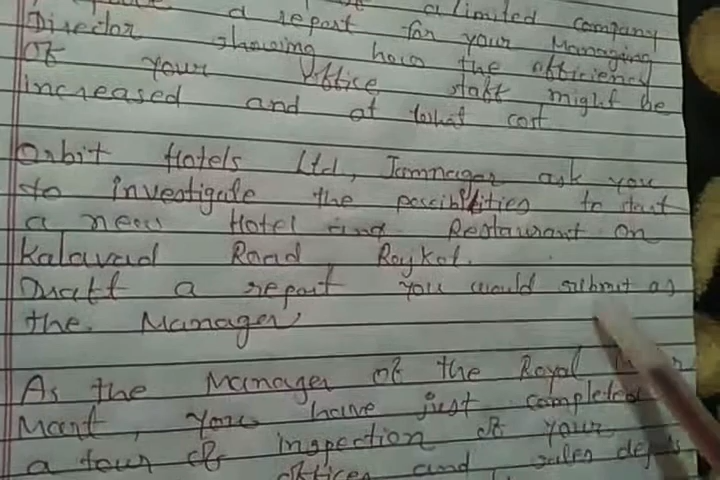 a limited company
a report for your Managing
Director showing how the efficiency
of your office staff might be
increased and at what cost
Orbit Hotels Ltd, Jamnagar ask you
to investigate the possiblities to start
a new Hotel and Restaurant on
Kalavad Road, Rajkot.
Draft a report you would submit as
the Manager
As the Manager of the Royal
Mart, you have just completed
a tour of inspection of your
offices and sales depots